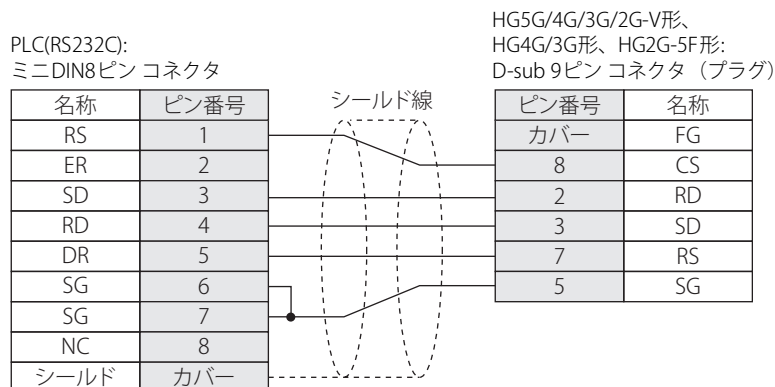 HG5G/4G/3G/2G-V形、
HG4G/3G形、HG2G-5F形:
D-sub 9ピン コネクタ（プラグ）
PLC(RS232C):
ミニDIN8ピン コネクタ
シールド線
名称 ピン番号
RS 1
ER 2
SD 3
RD 4
DR 5
SG 6
SG 7
NC 8
シールド カバー
ピン番号 名称
カバー FG
8 CS
2 RD
3 SD
7 RS
5 SG